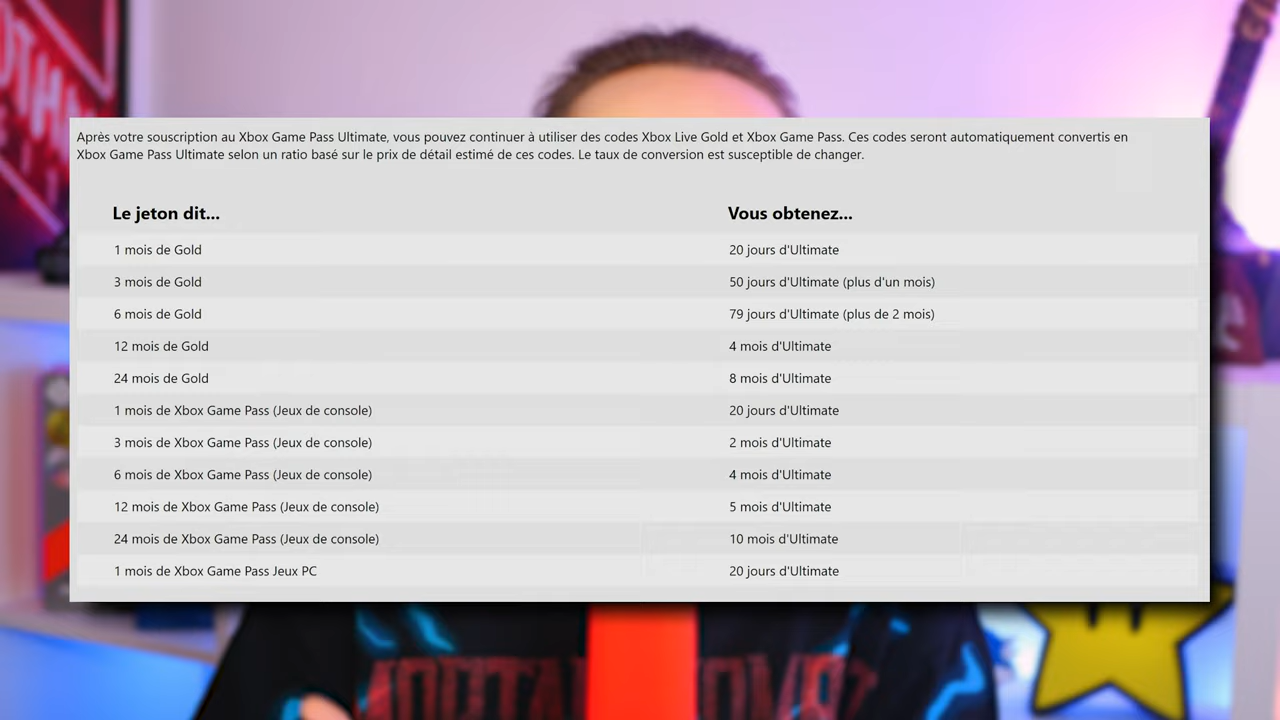 Après votre souscription au Xbox Game Pass Ultimate, vous pouvez continuer à utiliser des codes Xbox Live Gold et Xbox Game Pass. Ces codes seront automatiquement convertis en
Xbox Game Pass Ultimate selon un ratio basé sur le prix de détail estimé de ces codes. Le taux de conversion est susceptible de changer.
Le jeton dit... Vous obtenez...
1 mois de Gold 20 jours d'Ultimate
3 mois de Gold 50 jours d'Ultimate (plus d'un mois)
6 mois de Gold 79 jours d'Ultimate (plus de 2 mois)
12 mois de Gold 4 mois d'Ultimate
24 mois de Gold 8 mois d'Ultimate
1 mois de Xbox Game Pass (Jeux de console) 20 jours d'Ultimate
3 mois de Xbox Game Pass (Jeux de console) 2 mois d'Ultimate
6 mois de Xbox Game Pass (Jeux de console) 4 mois d'Ultimate
12 mois de Xbox Game Pass (Jeux de console) 5 mois d'Ultimate
24 mois de Xbox Game Pass (Jeux de console) 10 mois d'Ultimate
1 mois de Xbox Game Pass Jeux PC 20 jours d'Ultimate